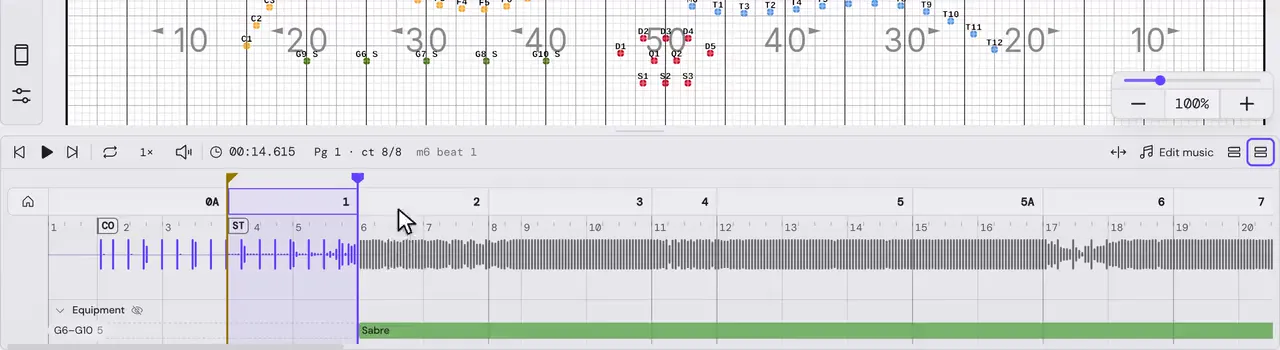 C2
F4 F5
T1 T3 T2 T4 T9
T10
T11
T12
C1
D2 D3 D4
D1 D5
10 20 30 40 50 40 30 20 10
G9 S G6 S G7 S G8 S G10 S
Q1 Q2
S1 S2 S3
100%
1× 00:14.615 Pg 1 · ct 8/8 m6 beat 1 Edit music
0A 1 2 3 4 5 5A 6 7
1 CO 2 3 ST 4 5 6 7 8 9 10 11 12 13 14 15 16 17 18 19 20
Equipment
G6–G10 5 Sabre